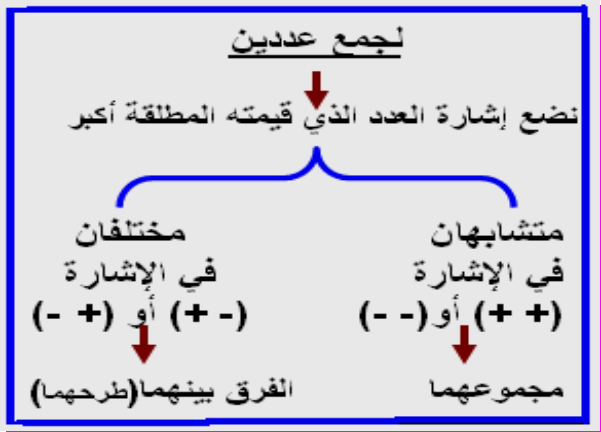 لجمع عددين
نضع إشارة العدد الذي قيمته المطلقة أكبر
متشابهان
في الإشارة
(+ +) أو (- -)
مجموعهما
مختلفان
في الإشارة
(- +) أو (+ -)
الفرق بينهما(طرحهما)